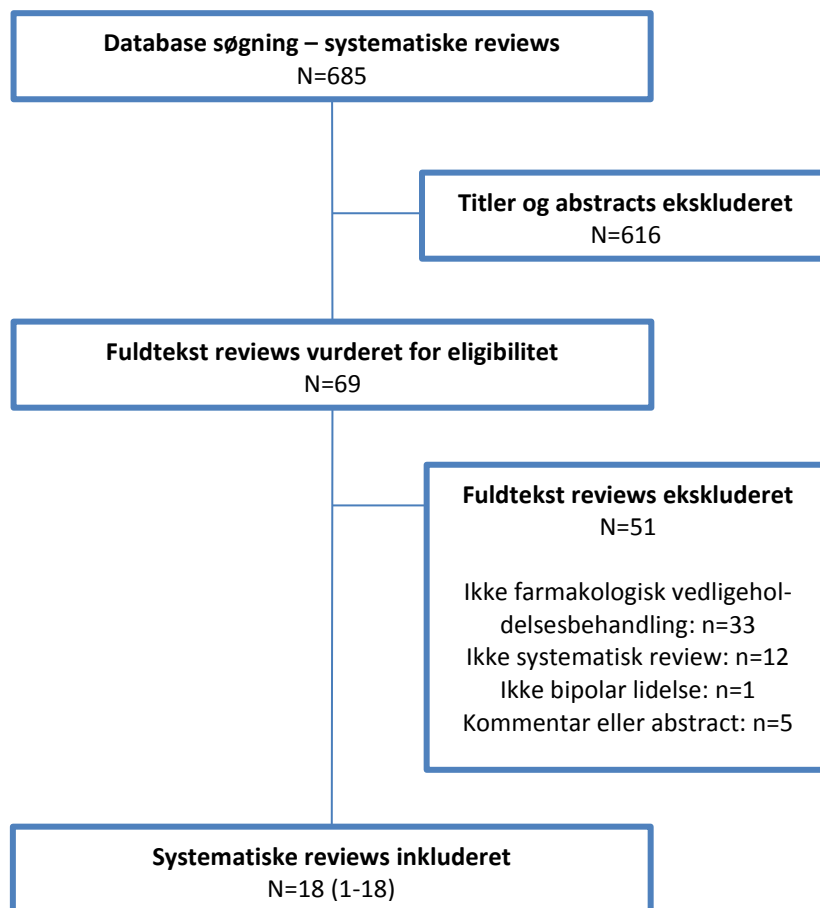 Database søgning – systematiske reviews
N=685
Titler og abstracts ekskluderet
N=616
Fuldtekst reviews vurderet for eligibilitet
N=69
Fuldtekst reviews ekskluderet
N=51
Ikke farmakologisk vedligehol-
delsesbehandling: n=33
Ikke systematisk review: n=12
Ikke bipolar lidelse: n=1
Kommentar eller abstract: n=5
Systematiske reviews inkluderet
N=18 (1-18)